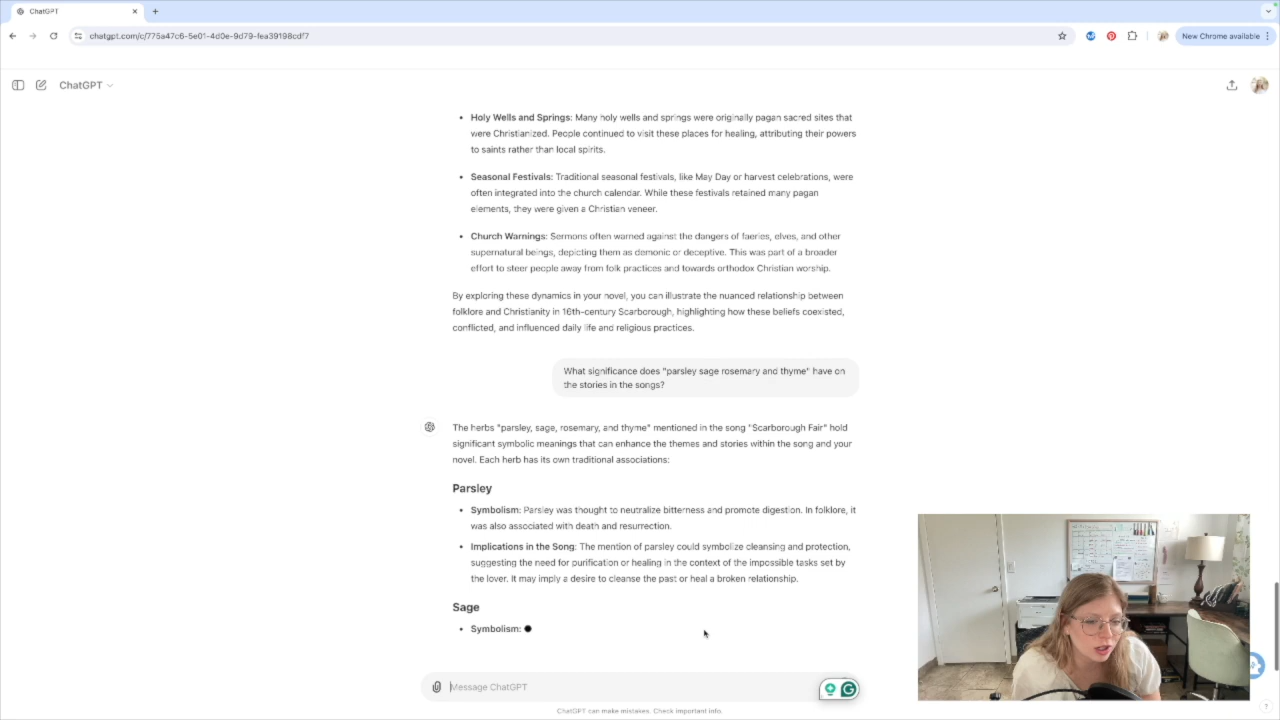 ChatGPT
chatgpt.com/c/775a47c6-5e01-4d0e-9d79-fea39198cdf7
New Chrome available
ChatGPT
• Holy Wells and Springs: Many holy wells and springs were originally pagan sacred sites that
were Christianized. People continued to visit these places for healing, attributing their powers
to saints rather than local spirits.
• Seasonal Festivals: Traditional seasonal festivals, like May Day or harvest celebrations, were
often integrated into the church calendar. While these festivals retained many pagan
elements, they were given a Christian veneer.
• Church Warnings: Sermons often warned against the dangers of faeries, elves, and other
supernatural beings, depicting them as demonic or deceptive. This was part of a broader
effort to steer people away from folk practices and towards orthodox Christian worship.
By exploring these dynamics in your novel, you can illustrate the nuanced relationship between
folklore and Christianity in 16th-century Scarborough, highlighting how these beliefs coexisted,
conflicted, and influenced daily life and religious practices.
What significance does "parsley sage rosemary and thyme" have on
the stories in the songs?
The herbs "parsley, sage, rosemary, and thyme" mentioned in the song "Scarborough Fair" hold
significant symbolic meanings that can enhance the themes and stories within the song and your
novel. Each herb has its own traditional associations:
Parsley
• Symbolism: Parsley was thought to neutralize bitterness and promote digestion. In folklore, it
was also associated with death and resurrection.
• Implications in the Song: The mention of parsley could symbolize cleansing and protection,
suggesting the need for purification or healing in the context of the impossible tasks set by
the lover. It may imply a desire to cleanse the past or heal a broken relationship.
Sage
• Symbolism:
Message ChatGPT
ChatGPT can make mistakes. Check important info.
?